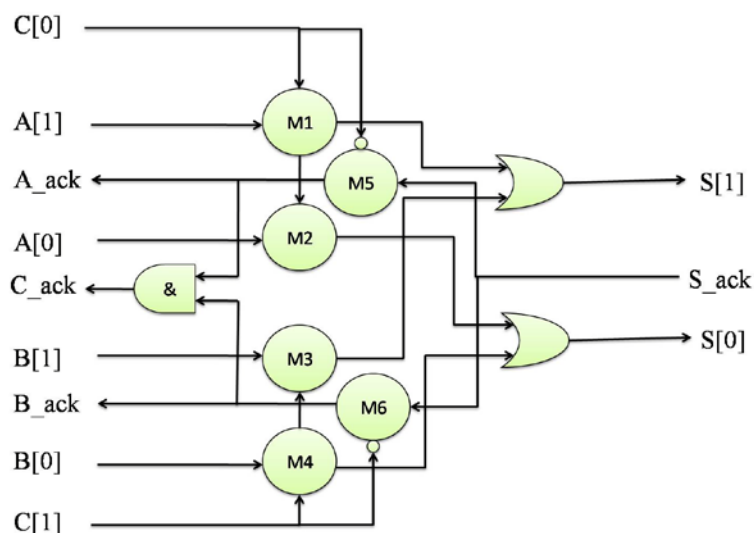 C[0]
A[1]
M1
A_ack
M5
S[1]
A[0]
M2
C_ack
&
S_ack
B[1]
M3
S[0]
B_ack
M6
B[0]
M4
C[1]